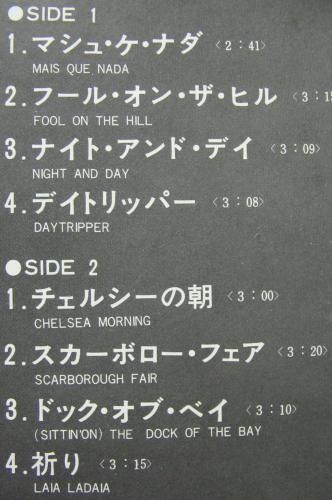 ●SIDE 1
1.マシュ・ケ・ナダ 〈2:41〉
MAIS QUE NADA
2.フール・オン・ザ・ヒル 〈3:15
FOOL ON THE HILL
3.ナイト・アンド・デイ 〈3:09〉
NIGHT AND DAY
4.デイトリッパー 〈3:08〉
DAYTRIPPER
●SIDE 2
1.チェルシーの朝 〈3:00〉
CHELSEA MORNING
2.スカーボロー・フェア 〈3:20〉
SCARBOROUGH FAIR
3.ドック・オブ・ベイ 〈3:10〉
(SITTIN'ON) THE DOCK OF THE BAY
4.祈り 〈3:15〉
LAIA LADAIA